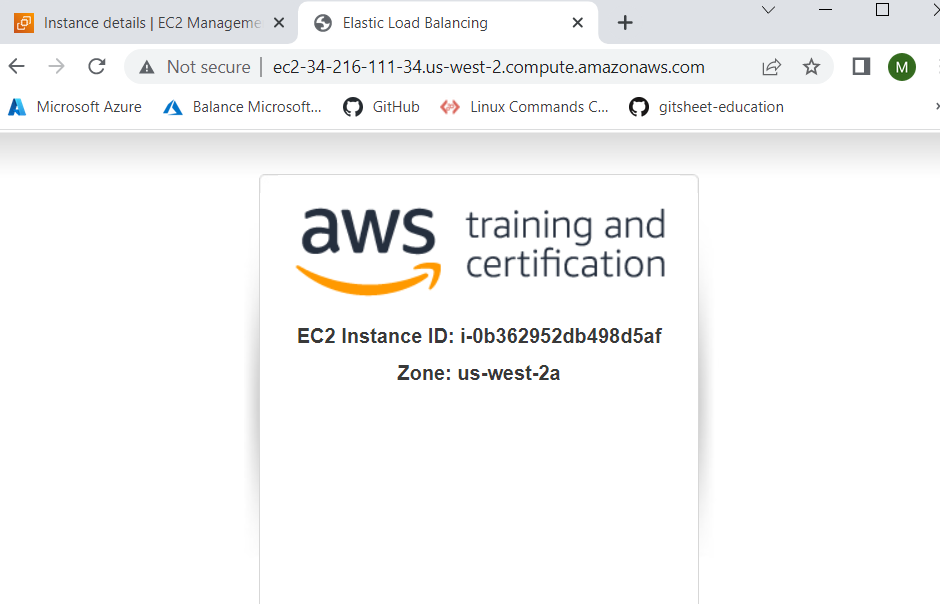 Instance details | EC2 Manageme
Elastic Load Balancing
Not secure | ec2-34-216-111-34.us-west-2.compute.amazonaws.com
M
Microsoft Azure
Balance Microsoft...
GitHub
Linux Commands C...
gitsheet-education
aws training and certification
EC2 Instance ID: i-0b362952db498d5af
Zone: us-west-2a